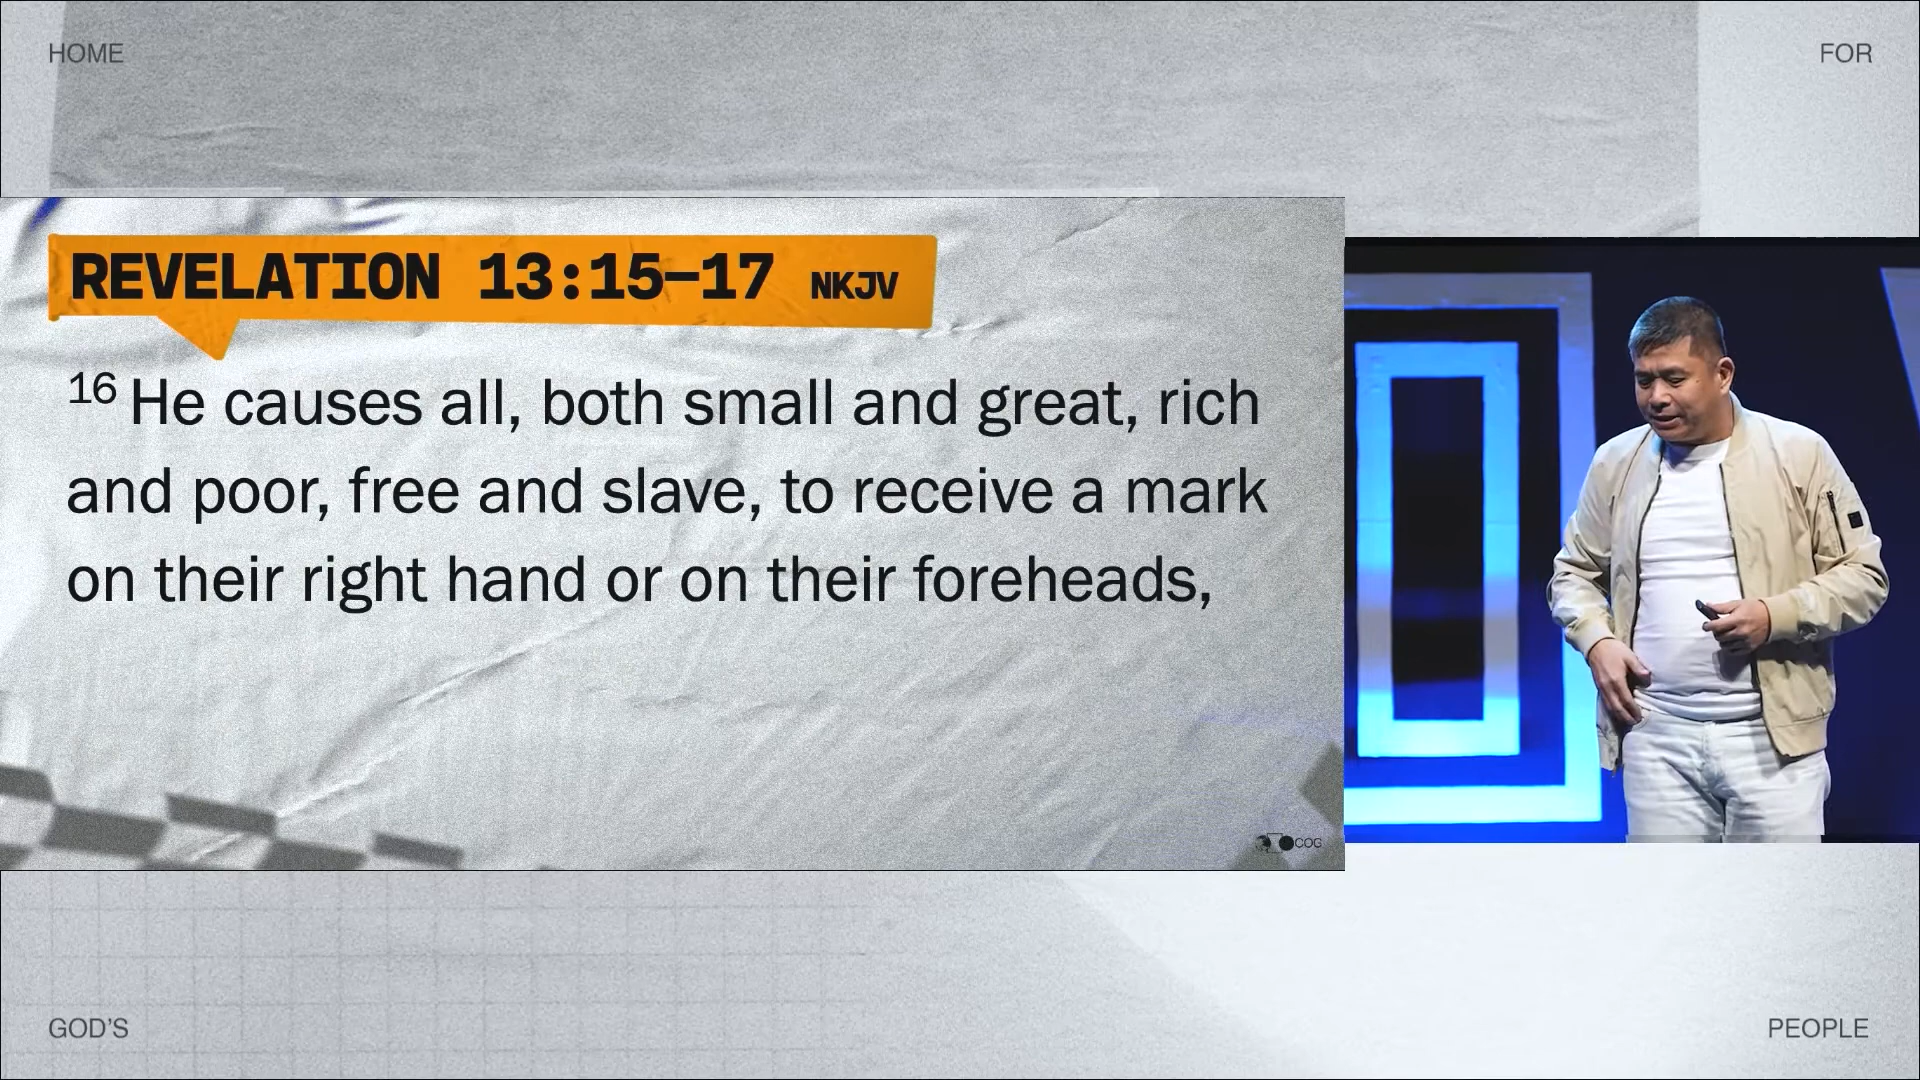 HOME
FOR
REVELATION 13:15–17 NKJV
16 He causes all, both small and great, rich
and poor, free and slave, to receive a mark
on their right hand or on their foreheads,
COG
GOD'S
PEOPLE